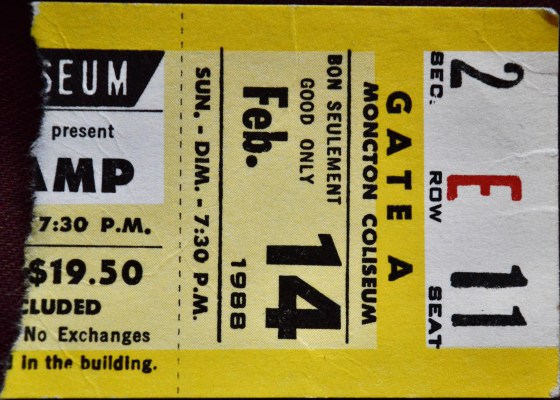 SEUM
present
AMP
7:30 P.M.
$19.50
CLUDED
No Exchanges
in the building.
SUN. - DIM. - 7:30 P.M.
Feb. 14 1988
GOOD ONLY
BON SEULEMENT
MONCTON COLISEUM
GATE A
SEC. 2
ROW E
SEAT 11